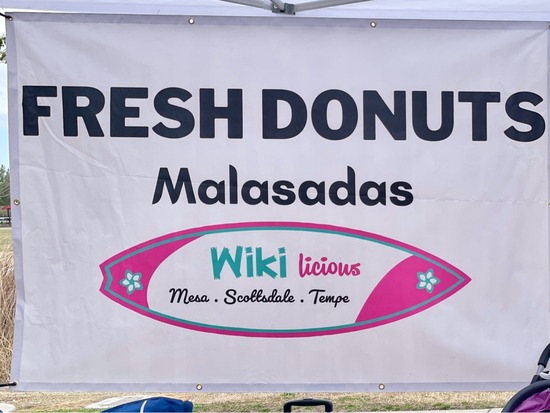 FRESH DONUTS
Malasadas
Wiki licious
Mesa . Scottsdale . Tempe